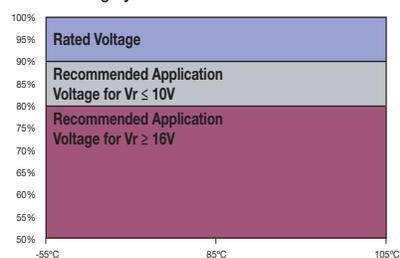 100%
95%
90%
85%
80%
75%
70%
65%
60%
55%
50%
Rated Voltage
Recommended Application
Voltage for Vr ≤ 10V
Recommended Application
Voltage for Vr ≥ 16V
-55°C 85°C 105°C